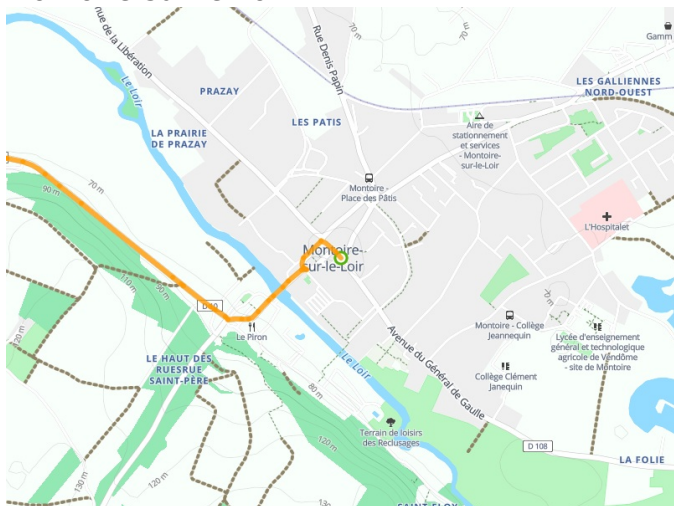 Avenue de la Libération
Rue Denis Papin
70 m
70 m
Gamm
LES GALLIENNES
NORD-OUEST
Le Loir
PRAZAY
LES PATIS
LA PRAIRIE
DE PRAZAY
Aire de
stationnement
et services
- Montoire-
sur-le-Loir
Montoire -
Place des Pâtis
70 m
90 m
L'Hospitalet
Montoire-
sur-le-Loir
110 m
90 m
70 m
120 m
Le Piron
Montoire - Collège
Jeannequin
Avenue du Général de Gaulle
Lycée d'enseignement
général et technologique
agricole de Vendôme
- site de Montoire
LE HAUT DES
RUESRUE
SAINT-PÈRE
Le Loir
80 m
Collège Clément
Janequin
Terrain de loisirs
des Reclusages
120 m
D 108
LA FOLIE
130 m
120 m